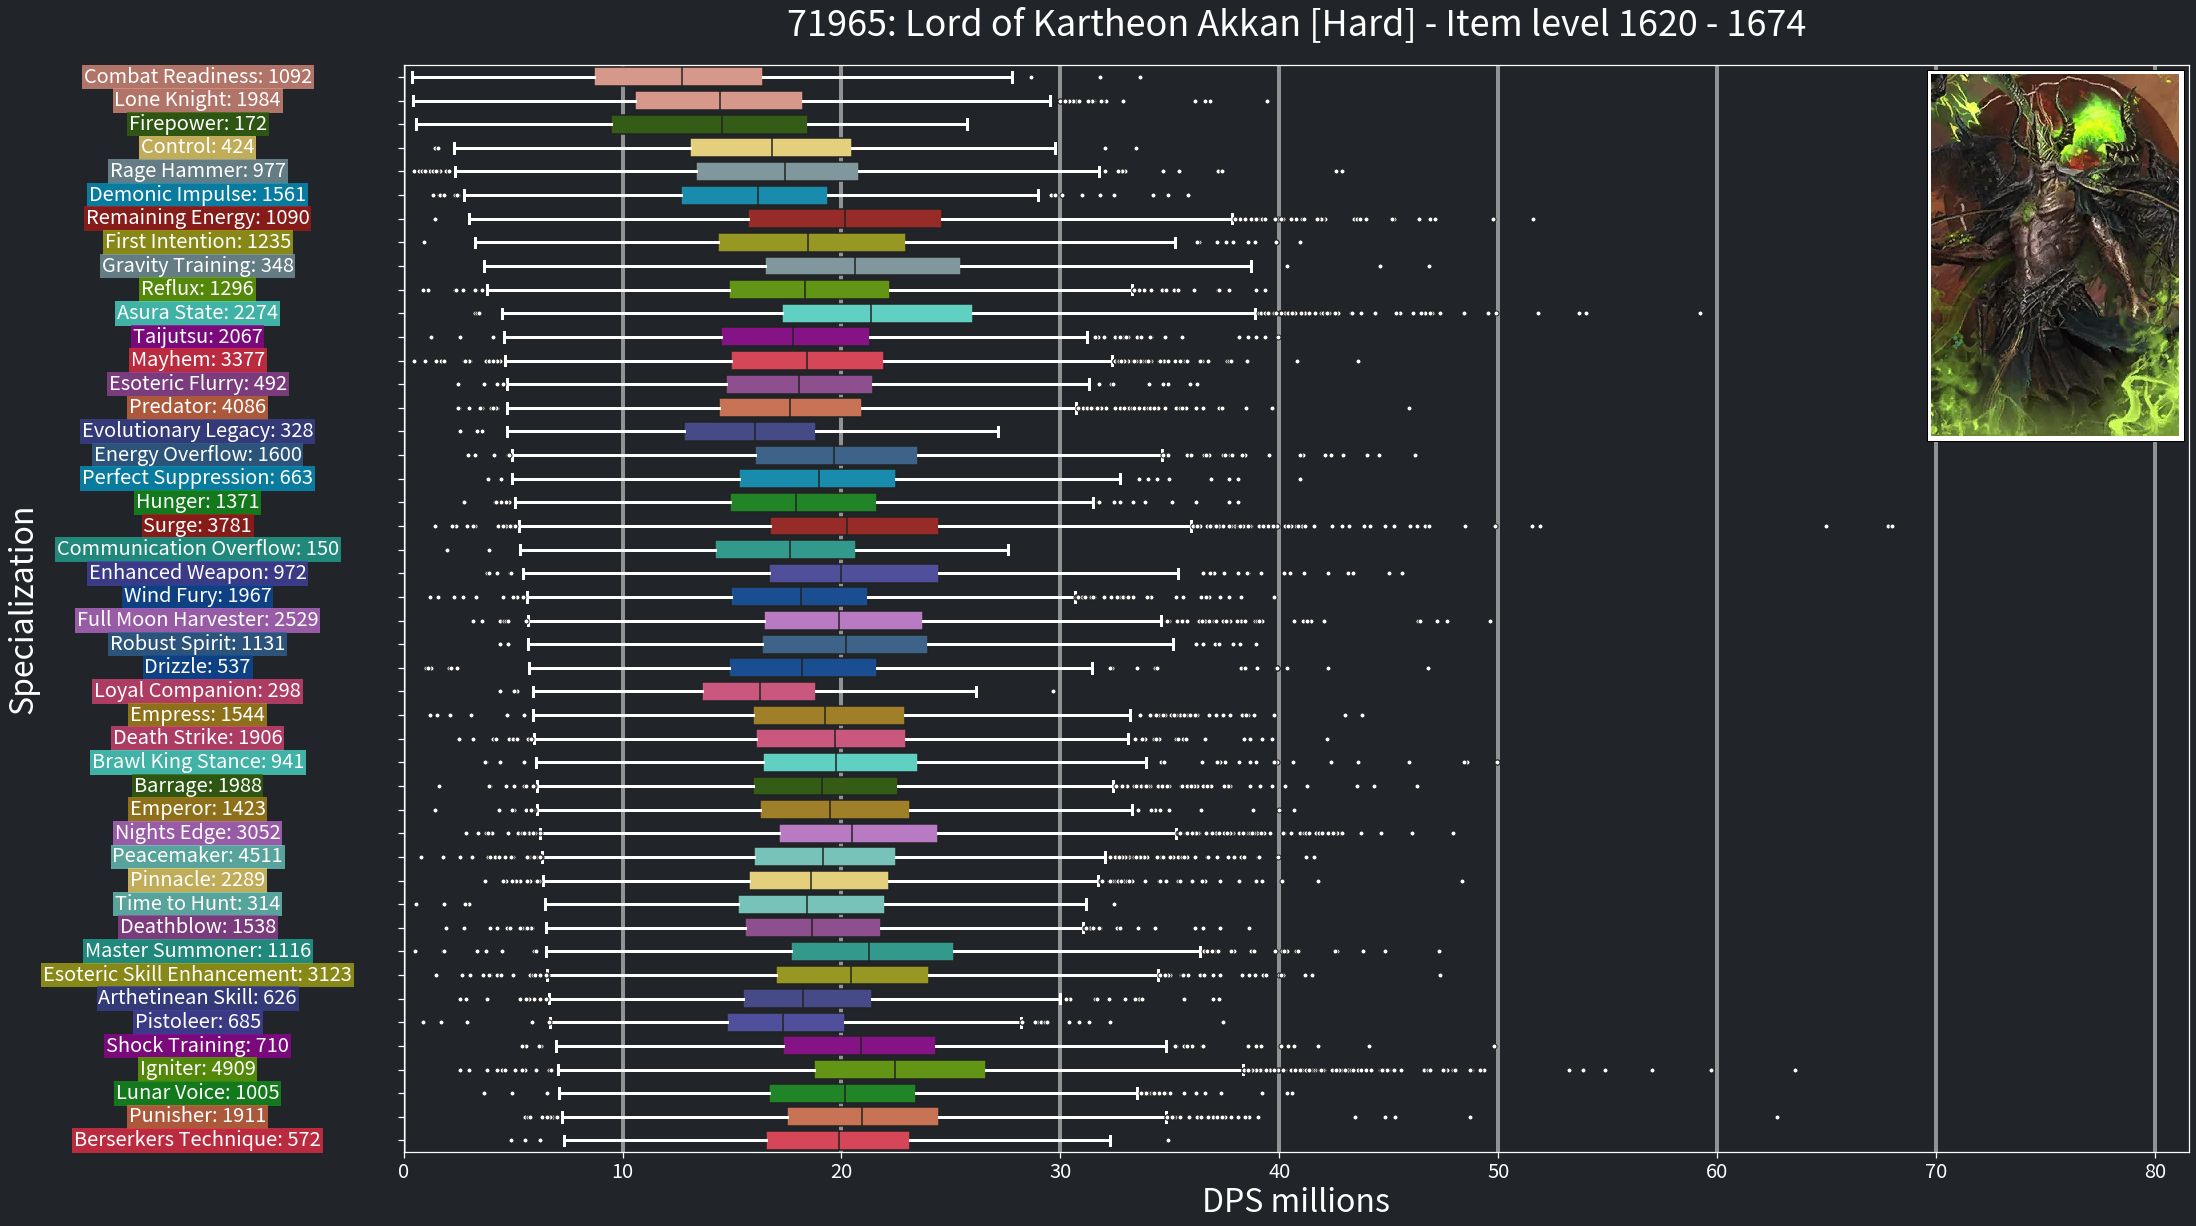 71965: Lord of Kartheon Akkan [Hard] - Item level 1620 - 1674
Combat Readiness: 1092
Lone Knight: 1984
Firepower: 172
Control: 424
Rage Hammer: 977
Demonic Impulse: 1561
Remaining Energy: 1090
First Intention: 1235
Gravity Training: 348
Reflux: 1296
Asura State: 2274
Taijutsu: 2067
Mayhem: 3377
Esoteric Flurry: 492
Predator: 4086
Evolutionary Legacy: 328
Energy Overflow: 1600
Perfect Suppression: 663
Hunger: 1371
Surge: 3781
Communication Overflow: 150
Enhanced Weapon: 972
Wind Fury: 1967
Full Moon Harvester: 2529
Robust Spirit: 1131
Drizzle: 537
Loyal Companion: 298
Empress: 1544
Death Strike: 1906
Brawl King Stance: 941
Barrage: 1988
Emperor: 1423
Nights Edge: 3052
Peacemaker: 4511
Pinnacle: 2289
Time to Hunt: 314
Deathblow: 1538
Master Summoner: 1116
Esoteric Skill Enhancement: 3123
Arthetinean Skill: 626
Pistoleer: 685
Shock Training: 710
Igniter: 4909
Lunar Voice: 1005
Punisher: 1911
Berserkers Technique: 572
Specialization
0 10 20 30 40 50 60 70 80
DPS millions